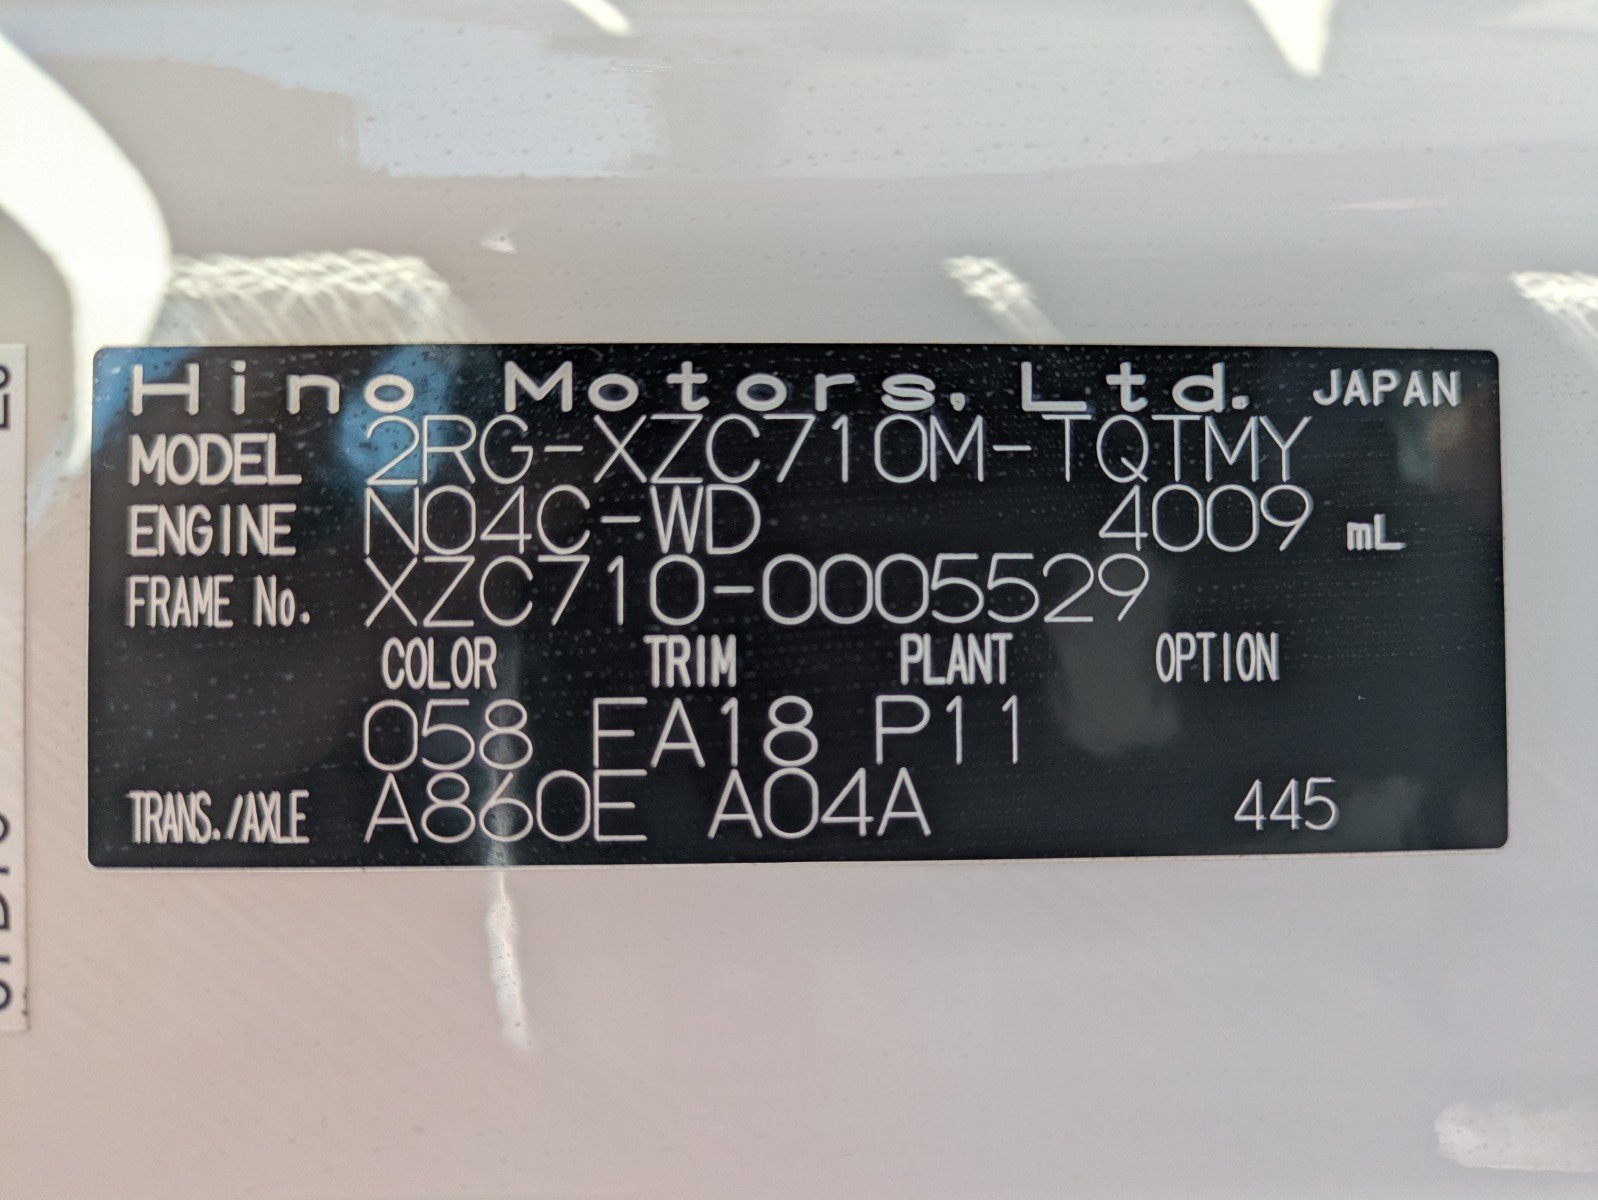 Hino Motors, Ltd. JAPAN
MODEL 2RG-XZC710M-TQTMY
ENGINE N04C-WD 4009 mL
FRAME No. XZC710-0005529
COLOR TRIM PLANT OPTION
058 FA18 P11
TRANS./AXLE A860E A04A 445